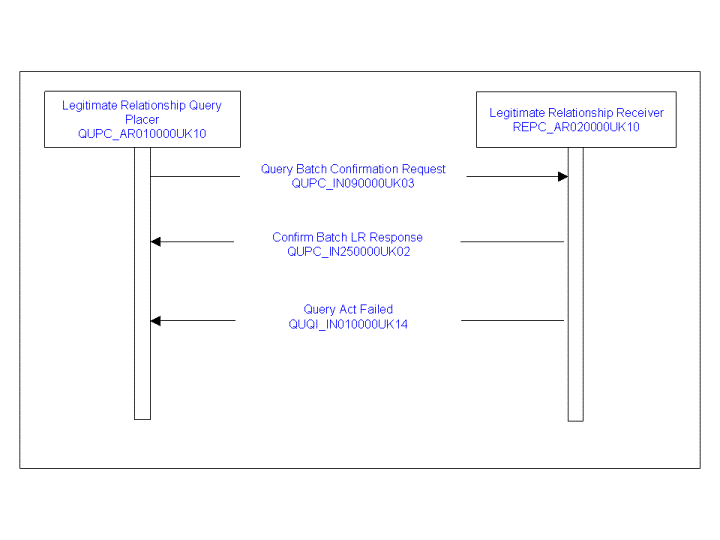 Legitimate Relationship Query
Placer
QUPC_AR010000UK10
Legitimate Relationship Receiver
REPC_AR020000UK10
Query Batch Confirmation Request
QUPC_IN090000UK03
Confirm Batch LR Response
QUPC_IN250000UK02
Query Act Failed
QUQI_IN010000UK14